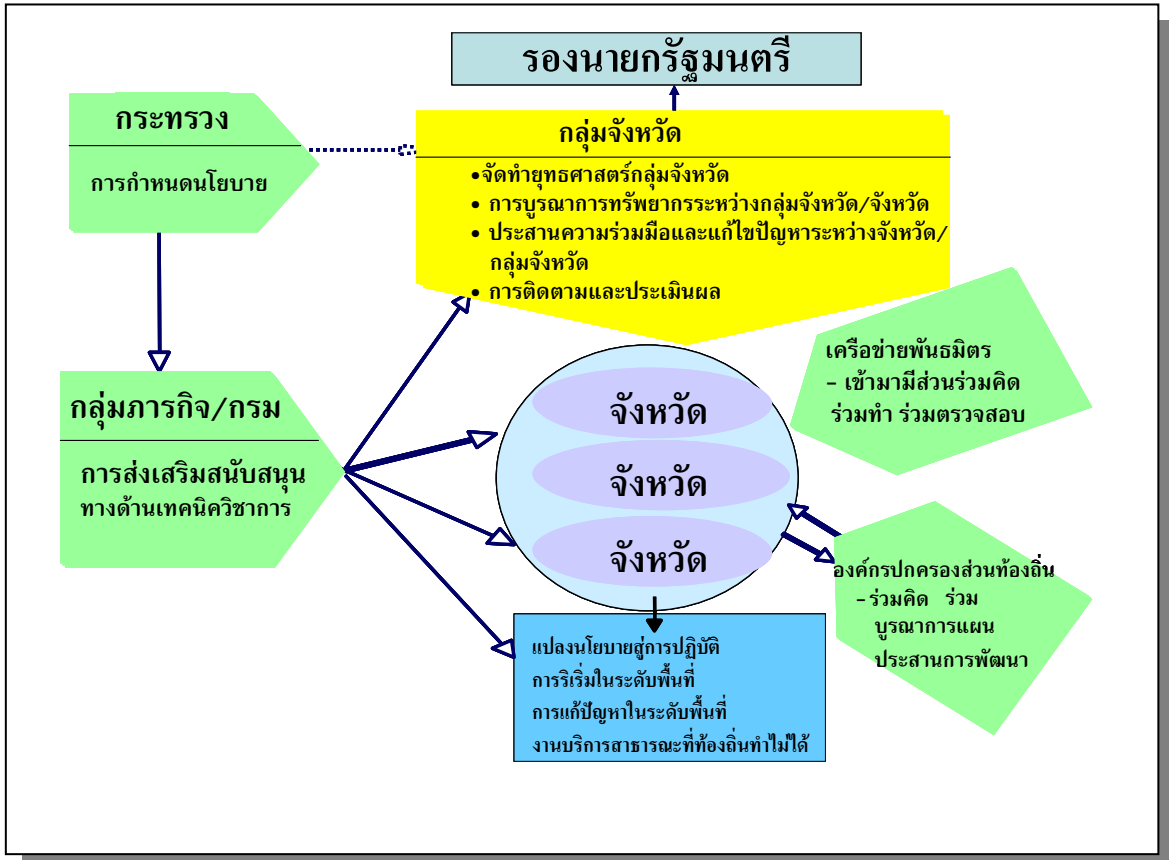 รองนายกรัฐมนตรี
กระทรวง
การกำหนดนโยบาย
กลุ่มจังหวัด
•จัดทำยุทธศาสตร์กลุ่มจังหวัด
• การบูรณาการทรัพยากรระหว่างกลุ่มจังหวัด/จังหวัด
• ประสานความร่วมมือและแก้ไขปัญหาระหว่างจังหวัด/
กลุ่มจังหวัด
• การติดตามและประเมินผล
เครือข่ายพันธมิตร
- เข้ามามีส่วนร่วมคิด
ร่วมทำ ร่วมตรวจสอบ
กลุ่มภารกิจ/กรม
การส่งเสริมสนับสนุน
ทางด้านเทคนิควิชาการ
จังหวัด
จังหวัด
จังหวัด
องค์กรปกครองส่วนท้องถิ่น
-ร่วมคิด ร่วม
บูรณาการแผน
ประสานการพัฒนา
แปลงนโยบายสู่การปฏิบัติ
การริเริ่มในระดับพื้นที่
การแก้ปัญหาในระดับพื้นที่
งานบริการสาธารณะที่ท้องถิ่นทำไม่ได้